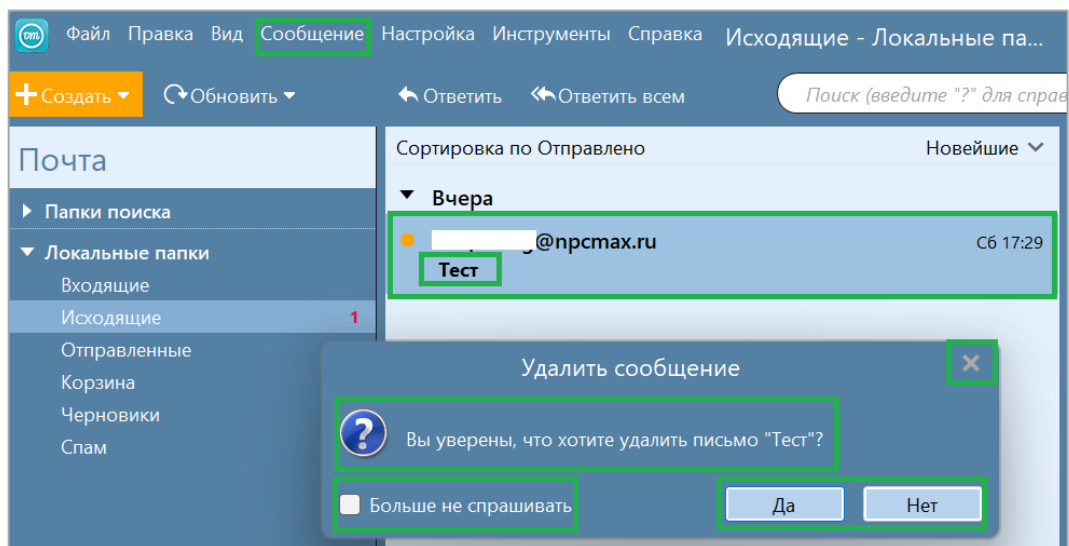 Файл Правка Вид Сообщение Настройка Инструменты Справка Исходящие - Локальные па...
Создать Обновить Ответить Ответить всем Поиск (введите "?" для справ
Почта
Сортировка по Отправлено Новейшие
Вчера
Папки поиска
@npcmax.ru Сб 17:29
Тест
Локальные папки
Входящие
Исходящие 1
Отправленные
Корзина
Черновики
Спам
Удалить сообщение
Вы уверены, что хотите удалить письмо "Тест"?
Больше не спрашивать Да Нет